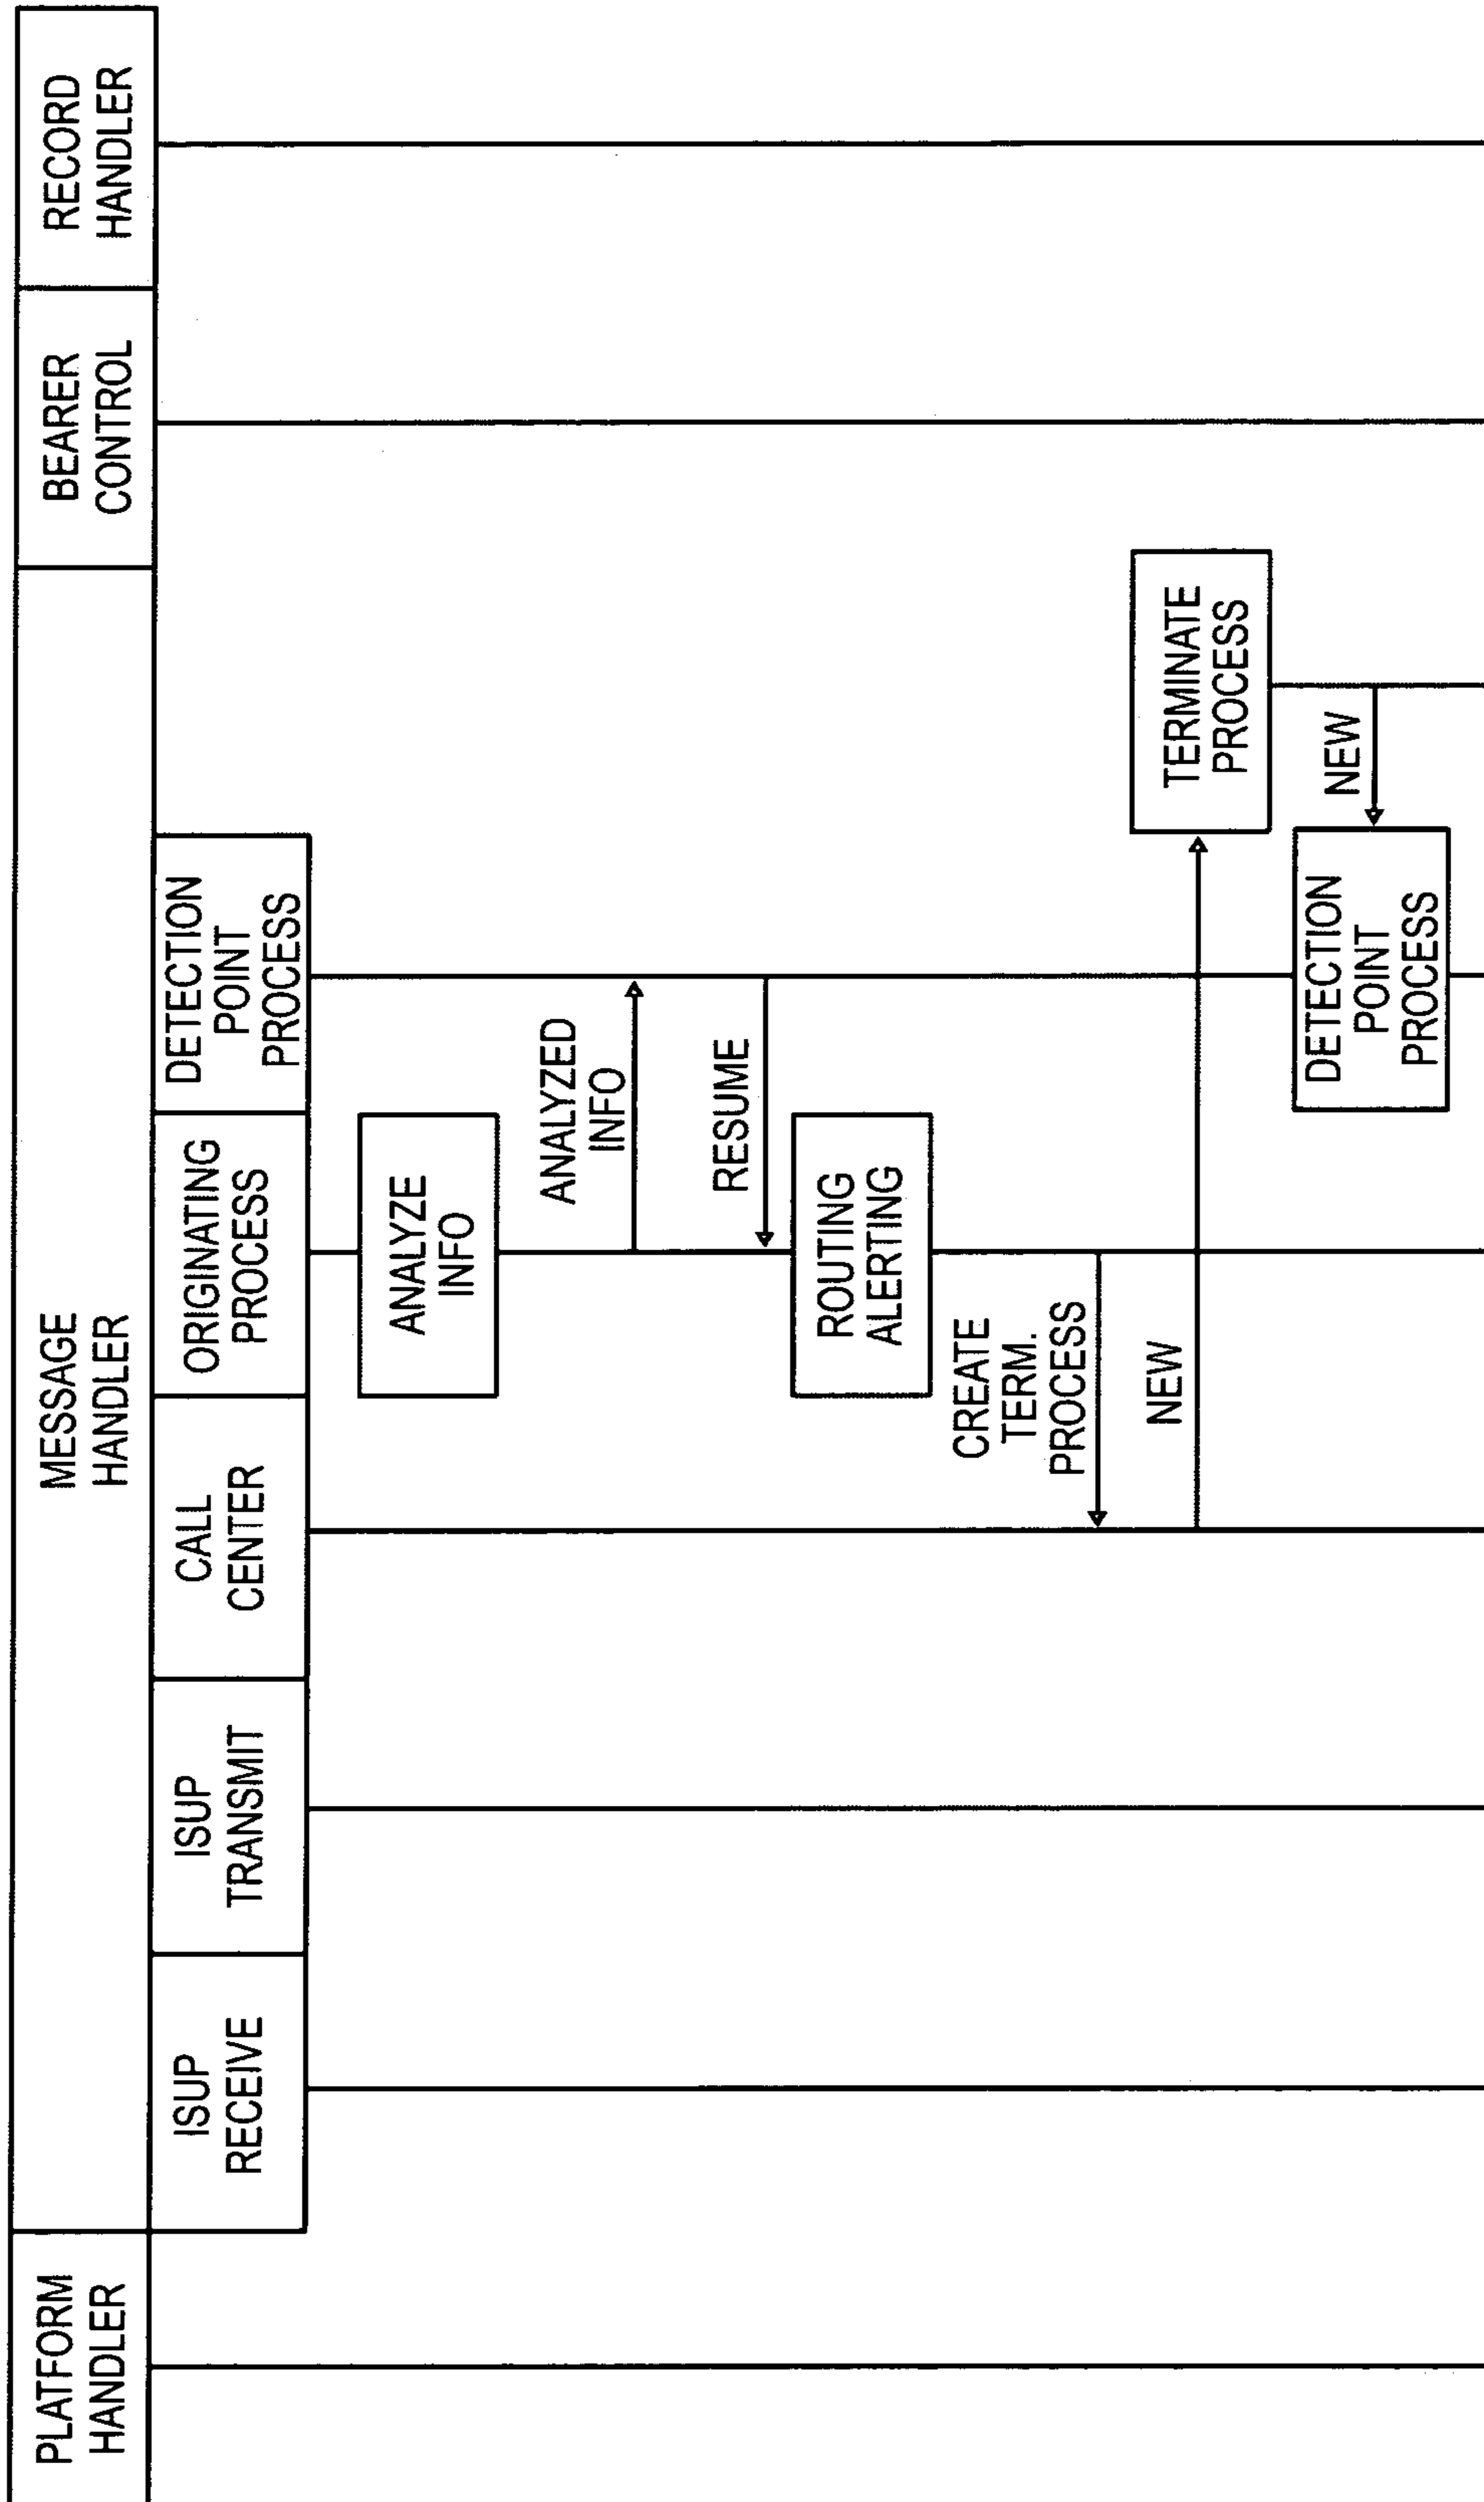 PLATFORM
HANDLER
MESSAGE
HANDLER
BEARER
CONTROL
RECORD
HANDLER
ISUP
RECEIVE
ISUP
TRANSMIT
CALL
CENTER
ORIGINATING
PROCESS
DETECTION
POINT
PROCESS
ANALYZE
INFO
ANALYZED
INFO
RESUME
ROUTING
ALERTING
CREATE
TERM.
PROCESS
NEW
TERMINATE
PROCESS
NEW
DETECTION
POINT
PROCESS